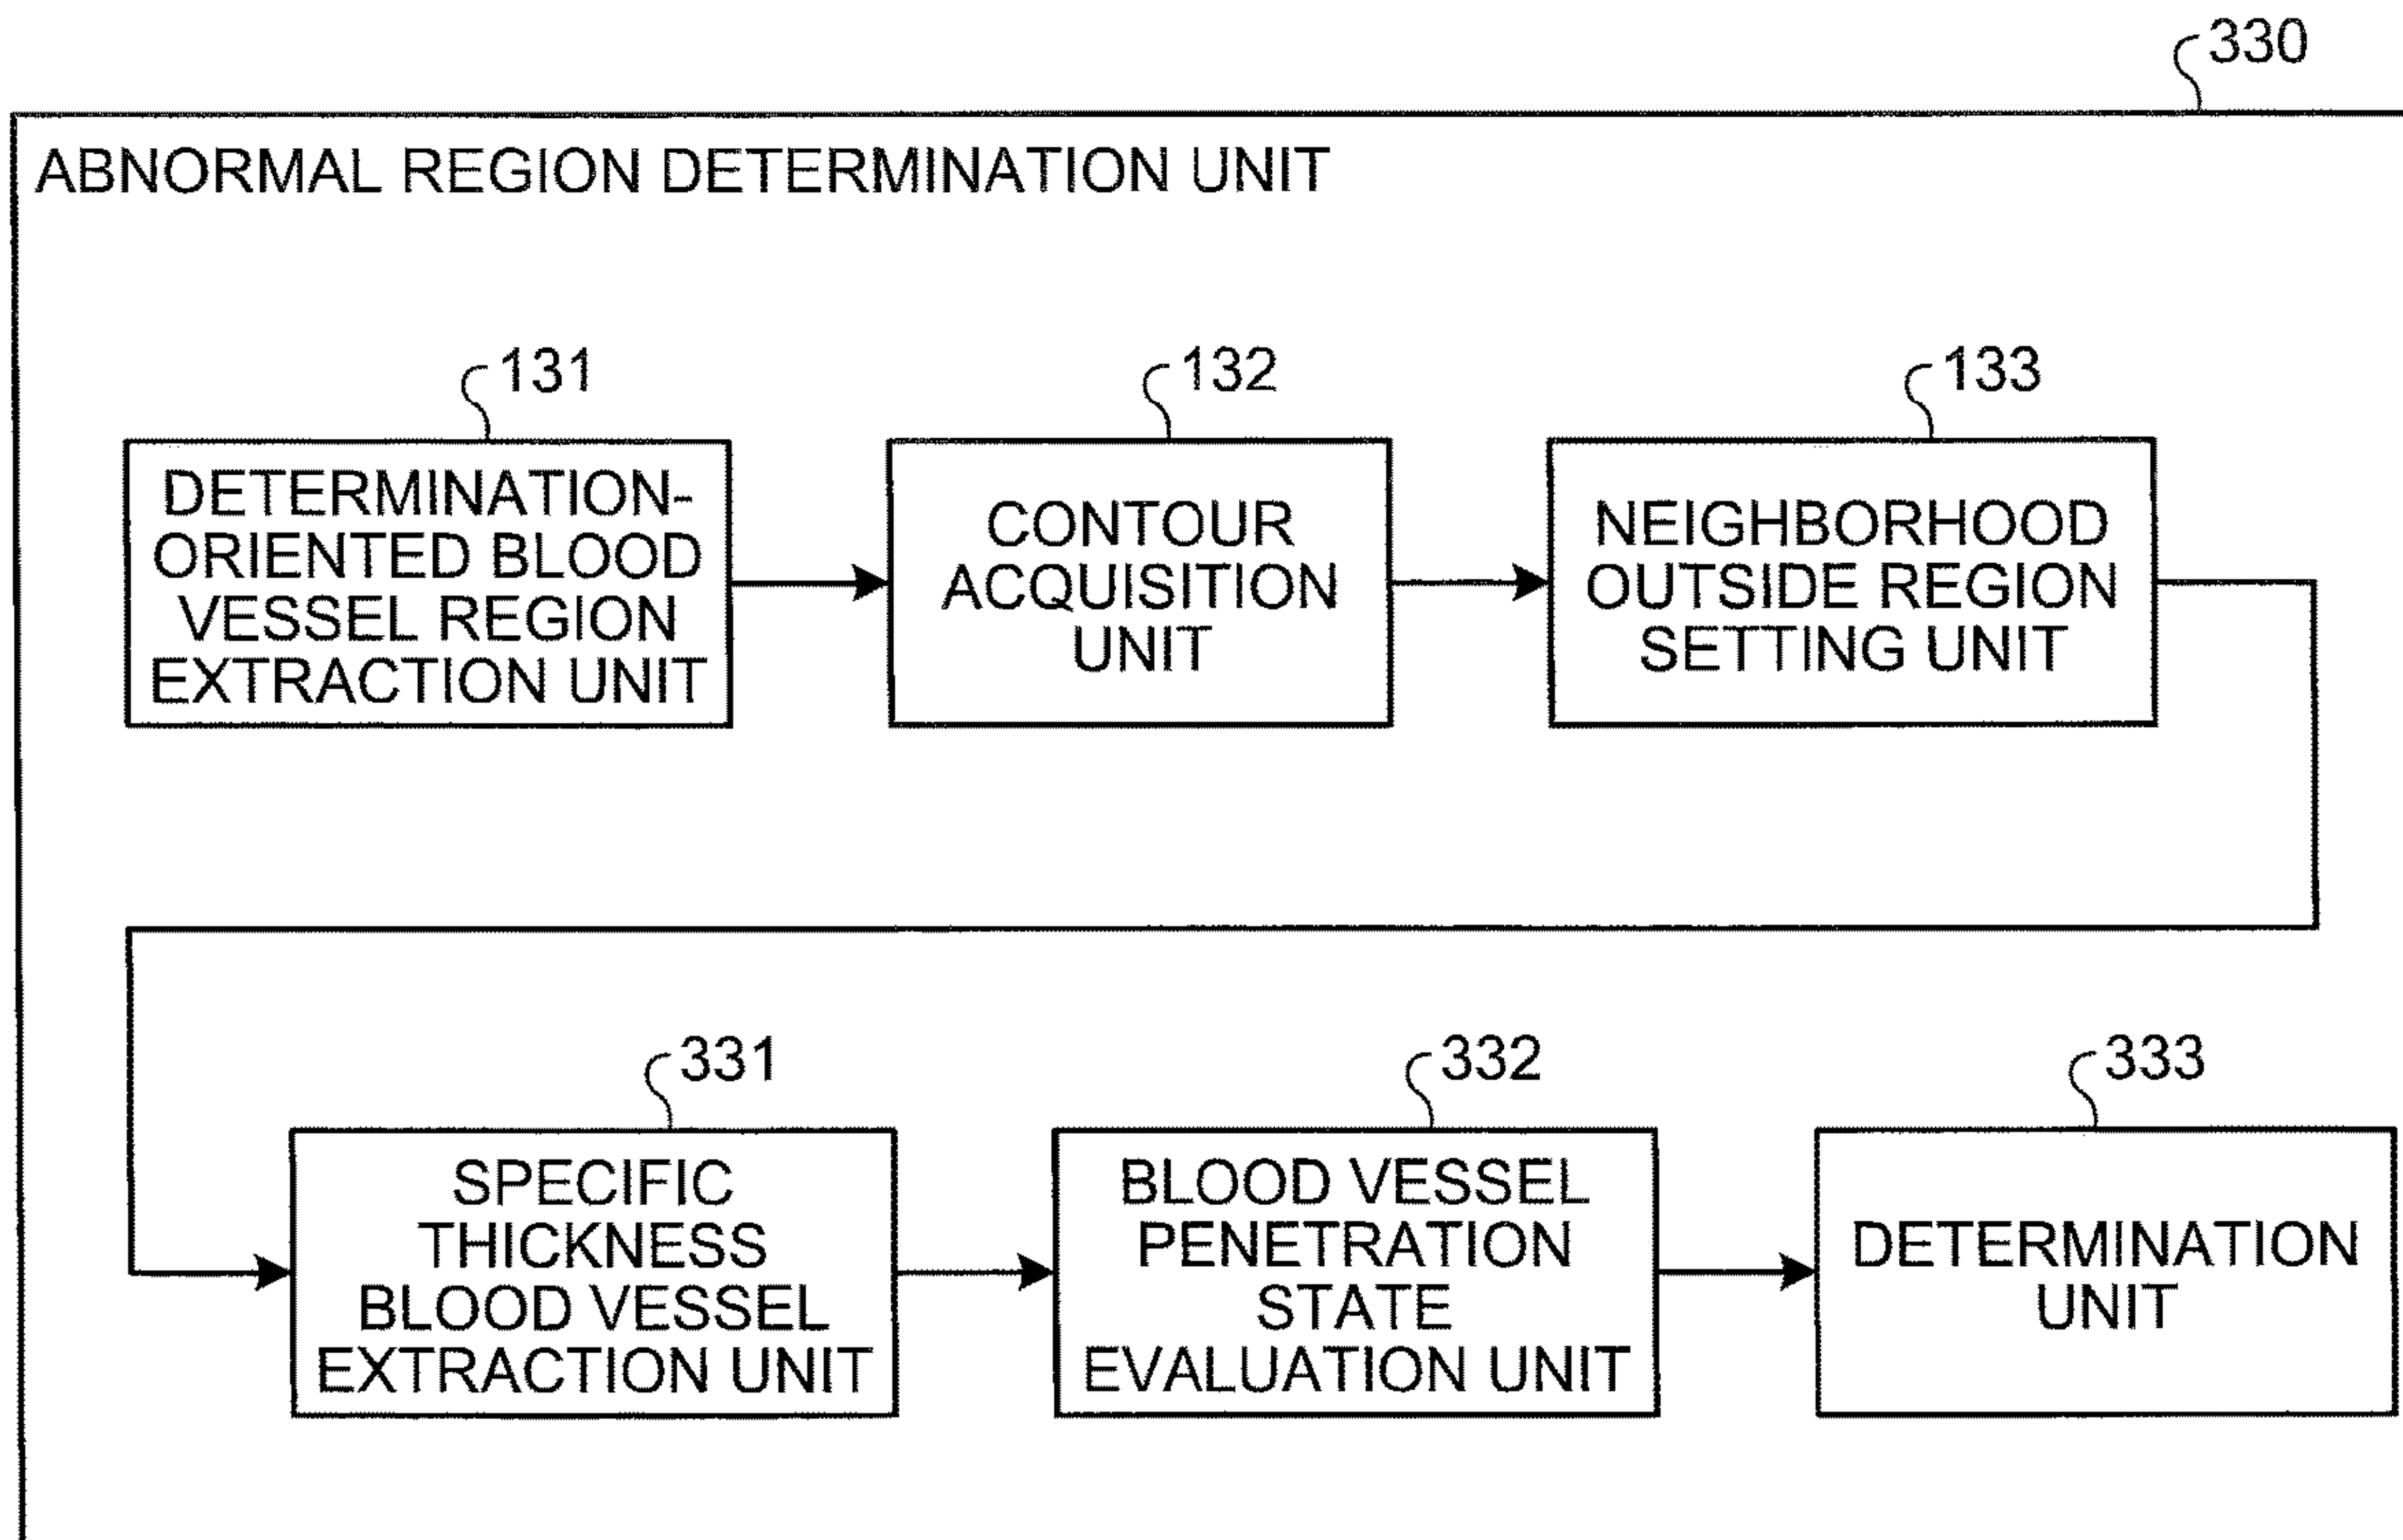 330
ABNORMAL REGION DETERMINATION UNIT
131
132
133
DETERMINATION-
ORIENTED BLOOD
VESSEL REGION
EXTRACTION UNIT
CONTOUR
ACQUISITION
UNIT
NEIGHBORHOOD
OUTSIDE REGION
SETTING UNIT
331
332
333
SPECIFIC
THICKNESS
BLOOD VESSEL
EXTRACTION UNIT
BLOOD VESSEL
PENETRATION
STATE
EVALUATION UNIT
DETERMINATION
UNIT